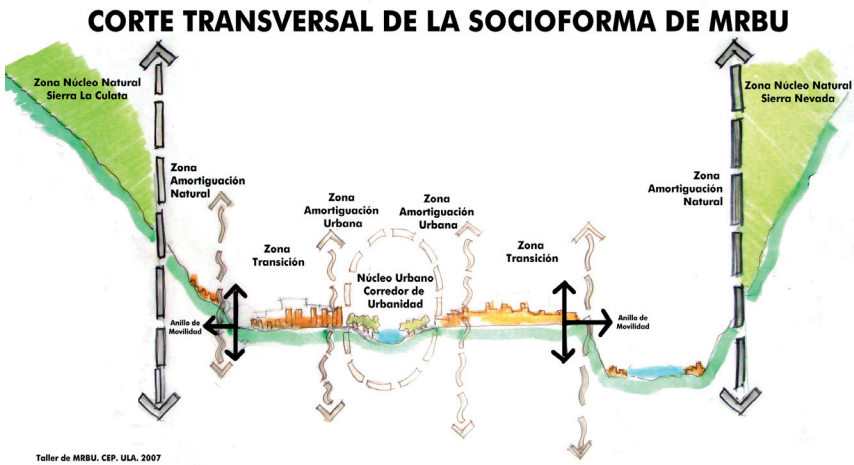 CORTE TRANSVERSAL DE LA SOCIOFORMA DE MRBU
Zona Núcleo Natural
Sierra La Culata
Zona Núcleo Natural
Sierra Nevada
Zona
Amortiguación
Natural
Zona
Amortiguación
Urbana
Zona
Amortiguación
Urbana
Zona
Amortiguación
Natural
Zona
Transición
Zona
Transición
Núcleo Urbano
Corredor de
Urbanidad
Anillo de
Movilidad
Anillo de
Movilidad
Taller de MRBU. CEP. ULA. 2007